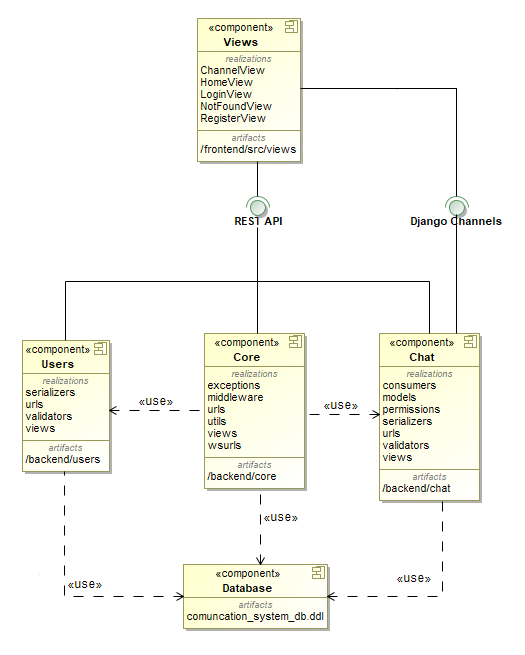 «component»
Views
realizations
ChannelView
HomeView
LoginView
NotFoundView
RegisterView
artifacts
/frontend/src/views
REST API
Django Channels
«component»
Users
realizations
serializers
urls
validators
views
artifacts
/backend/users
«use»
«component»
Core
realizations
exceptions
middleware
urls
utils
views
wsurls
artifacts
/backend/core
«use»
«component»
Chat
realizations
consumers
models
permissions
serializers
urls
validators
views
artifacts
/backend/chat
«use»
«use»
«use»
«component»
Database
artifacts
comuncation_system_db.ddl